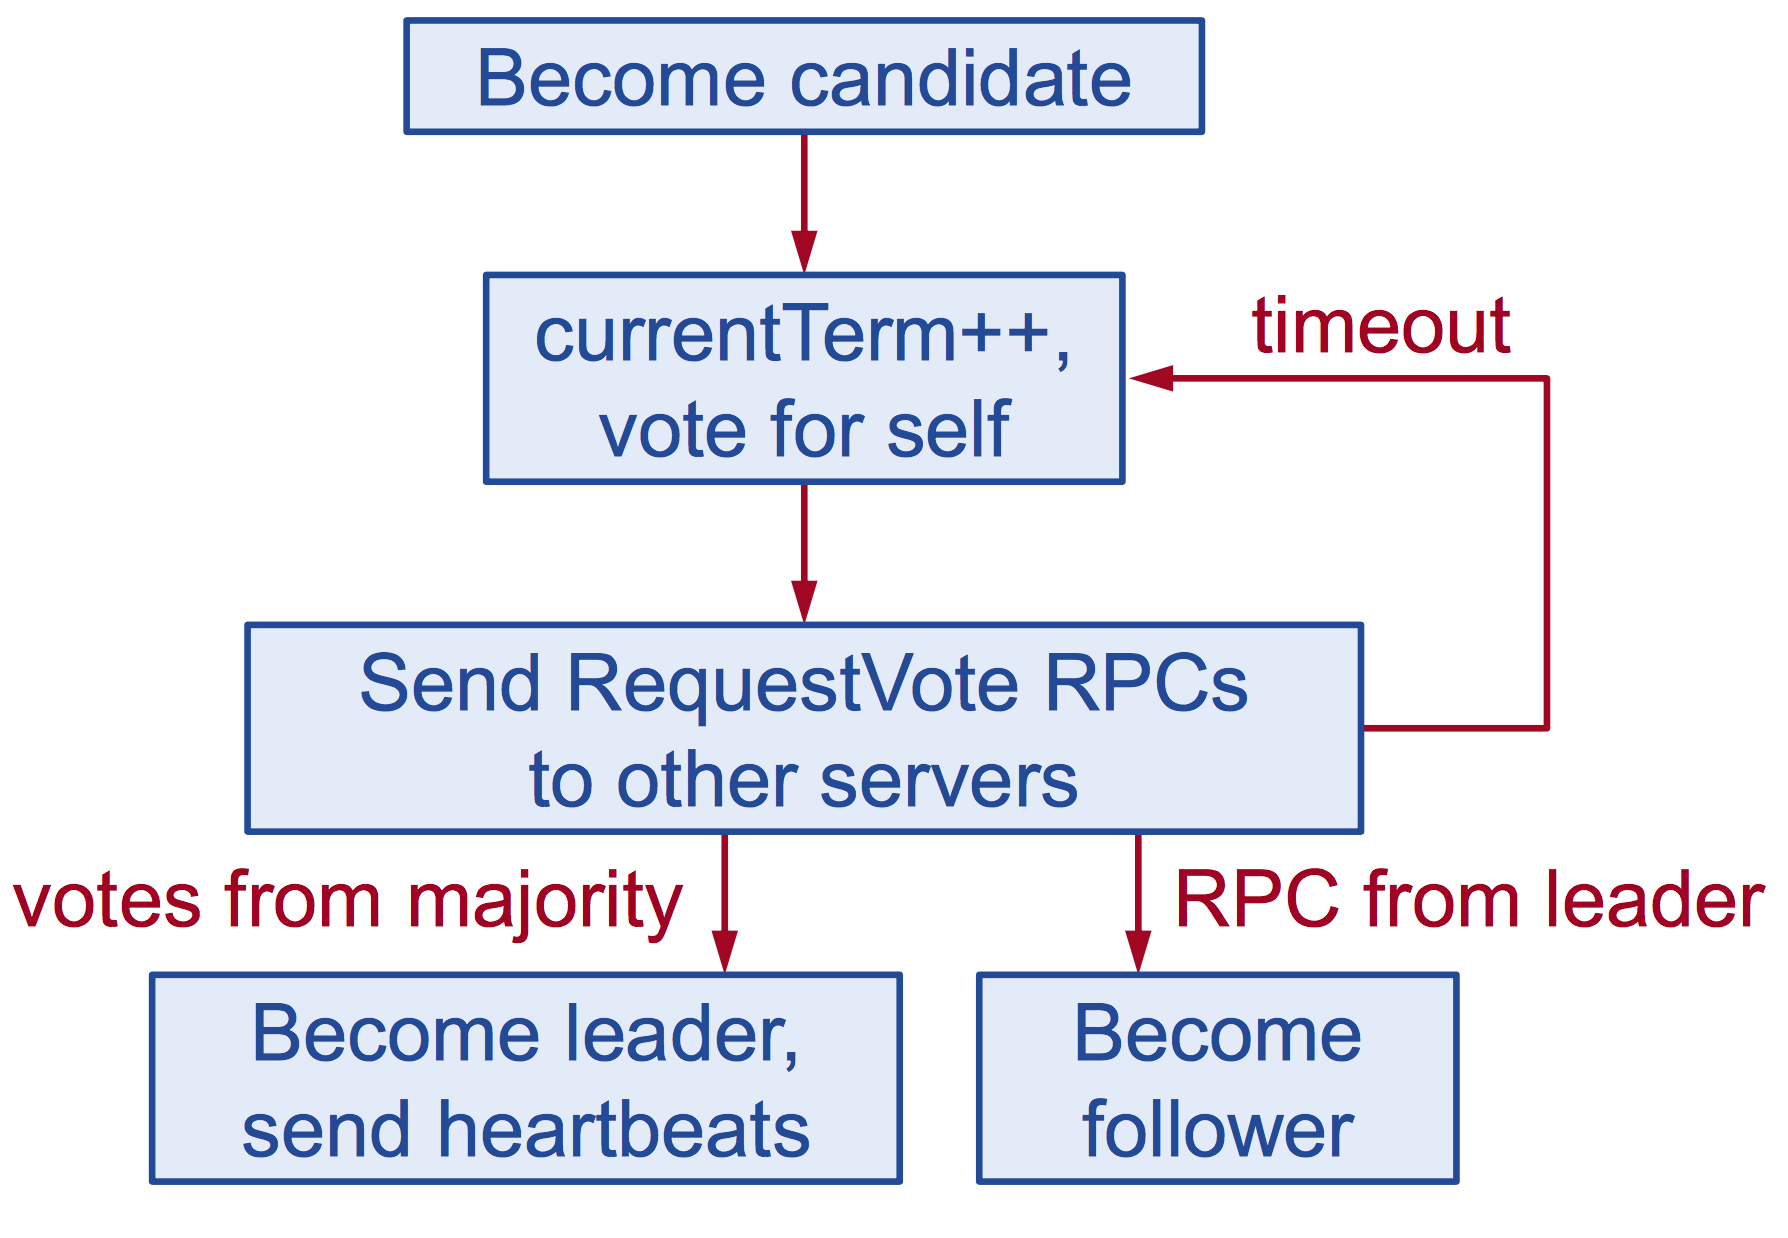 Become candidate
currentTerm++,
vote for self
timeout
Send RequestVote RPCs
to other servers
votes from majority
RPC from leader
Become leader,
send heartbeats
Become
follower